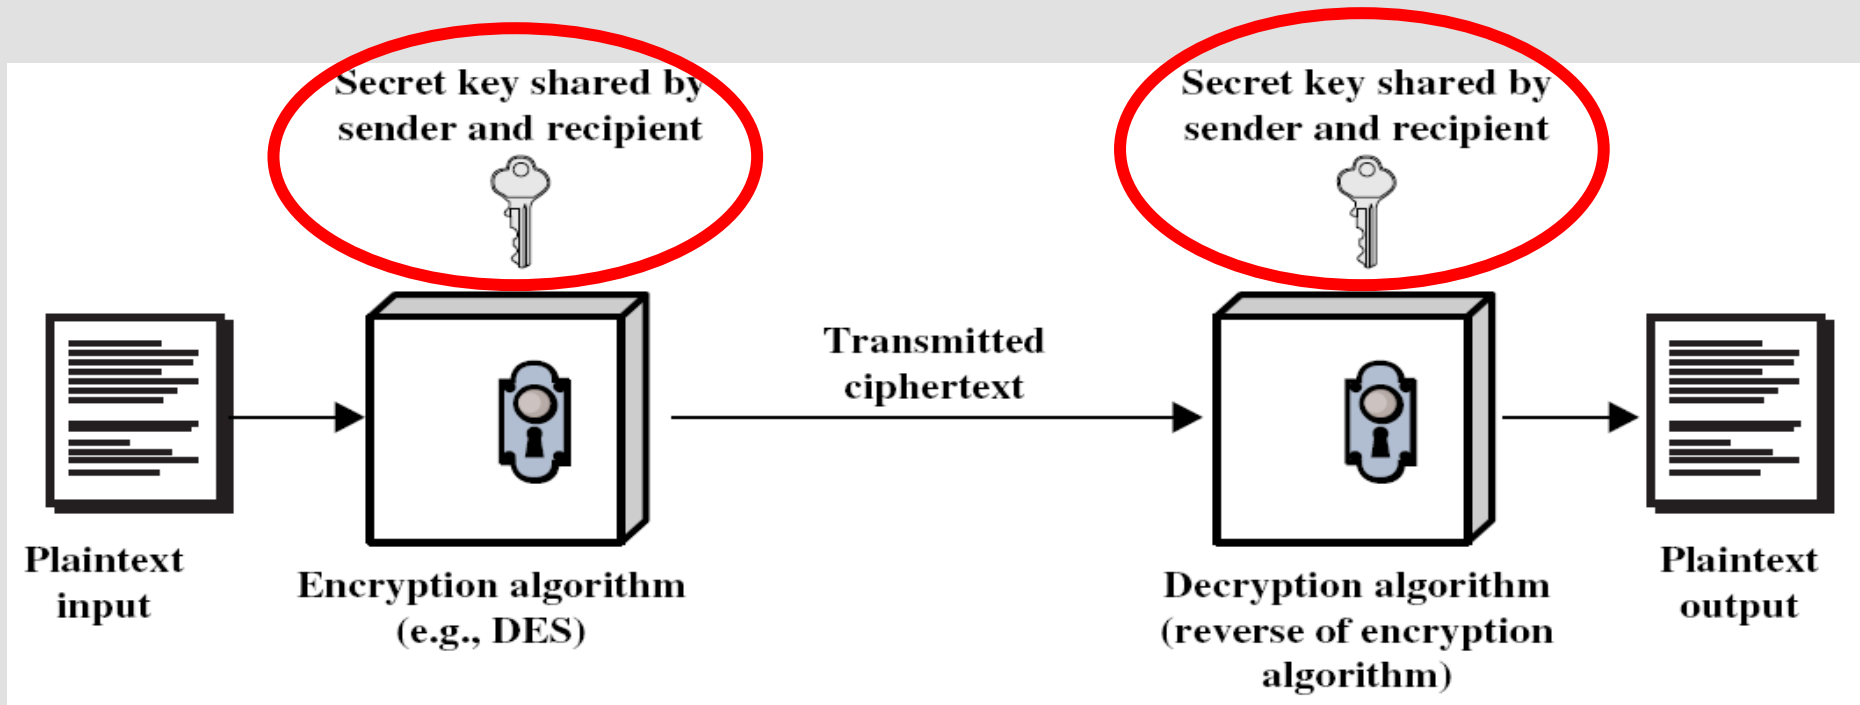 Secret key shared by
sender and recipient
Secret key shared by
sender and recipient
Transmitted
ciphertext
Plaintext
input
Encryption algorithm
(e.g., DES)
Decryption algorithm
(reverse of encryption
algorithm)
Plaintext
output